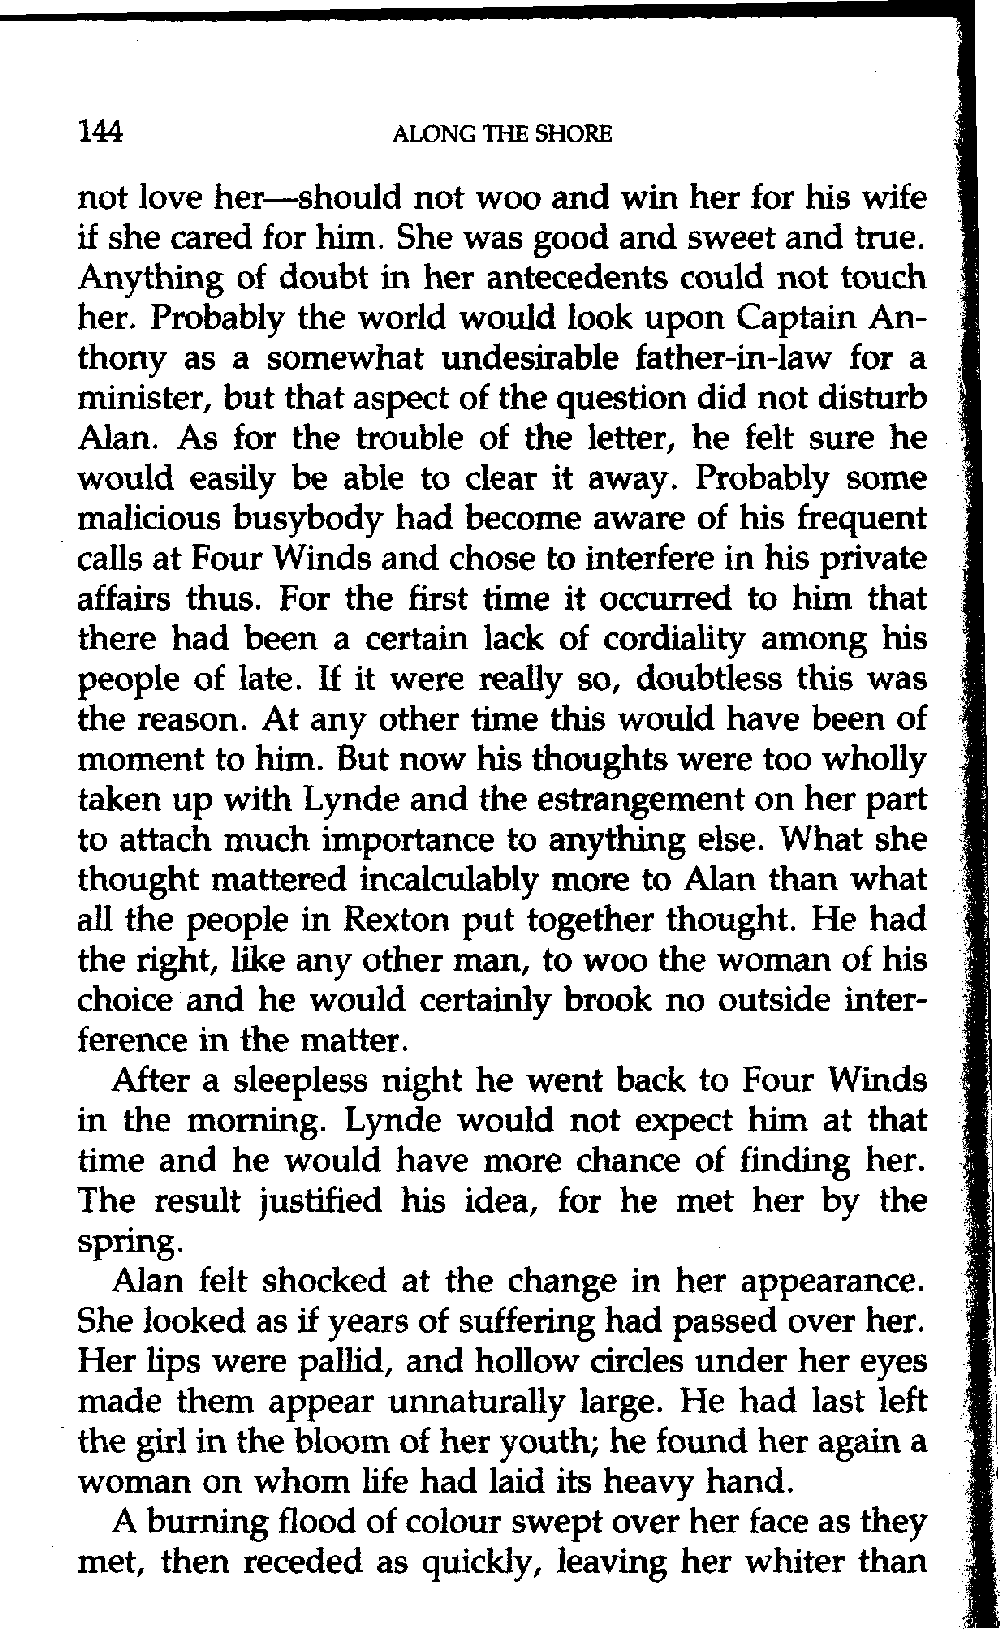 144 ALONG THE SHORE
not love her—should not woo and win her for his wife
if she cared for him. She was good and sweet and true.
Anything of doubt in her antecedents could not touch
her. Probably the world would look upon Captain An-
thony as a somewhat undesirable father-in-law for a
minister, but that aspect of the question did not disturb
Alan. As for the trouble of the letter, he felt sure he
would easily be able to clear it away. Probably some
malicious busybody had become aware of his frequent
calls at Four Winds and chose to interfere in his private
affairs thus. For the first time it occurred to him that
there had been a certain lack of cordiality among his
people of late. If it were really so, doubtless this was
the reason. At any other time this would have been of
moment to him. But now his thoughts were too wholly
taken up with Lynde and the estrangement on her part
to attach much importance to anything else. What she
thought mattered incalculably more to Alan than what
all the people in Rexton put together thought. He had
the right, like any other man, to woo the woman of his
choice and he would certainly brook no outside inter-
ference in the matter.
After a sleepless night he went back to Four Winds
in the morning. Lynde would not expect him at that
time and he would have more chance of finding her.
The result justified his idea, for he met her by the
spring.
Alan felt shocked at the change in her appearance.
She looked as if years of suffering had passed over her.
Her lips were pallid, and hollow circles under her eyes
made them appear unnaturally large. He had last left
the girl in the bloom of her youth; he found her again a
woman on whom life had laid its heavy hand.
A burning flood of colour swept over her face as they
met, then receded as quickly, leaving her whiter than